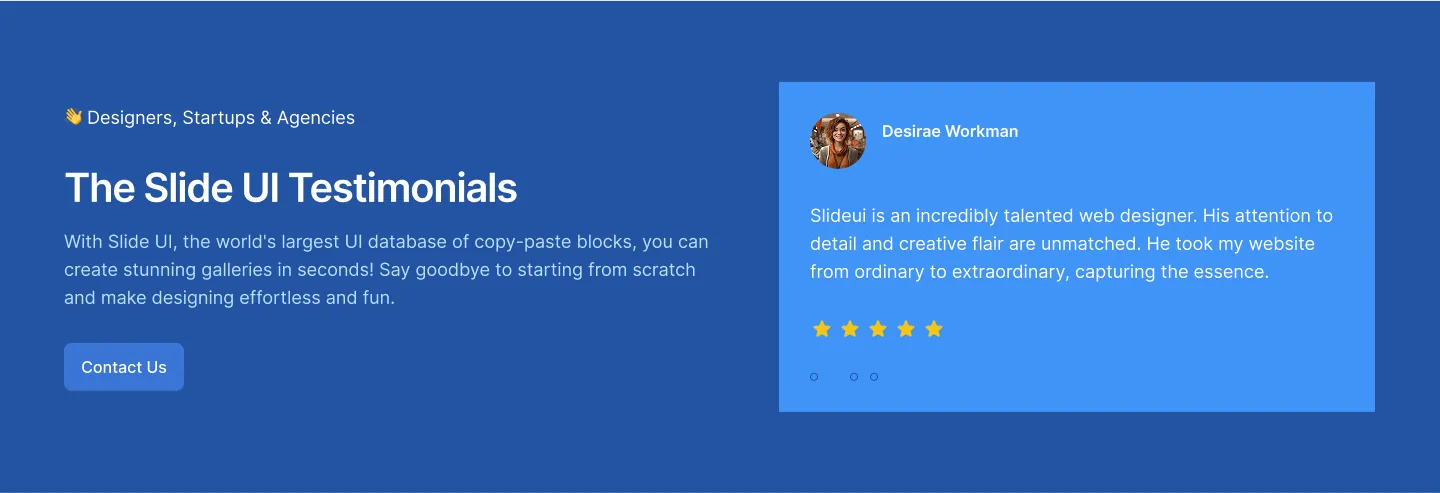 👋 Designers, Startups & Agencies
The Slide UI Testimonials
With Slide UI, the world's largest UI database of copy-paste blocks, you can
create stunning galleries in seconds! Say goodbye to starting from scratch
and make designing effortless and fun.
Contact Us
Desirae Workman
Slideui is an incredibly talented web designer. His attention to
detail and creative flair are unmatched. He took my website
from ordinary to extraordinary, capturing the essence.